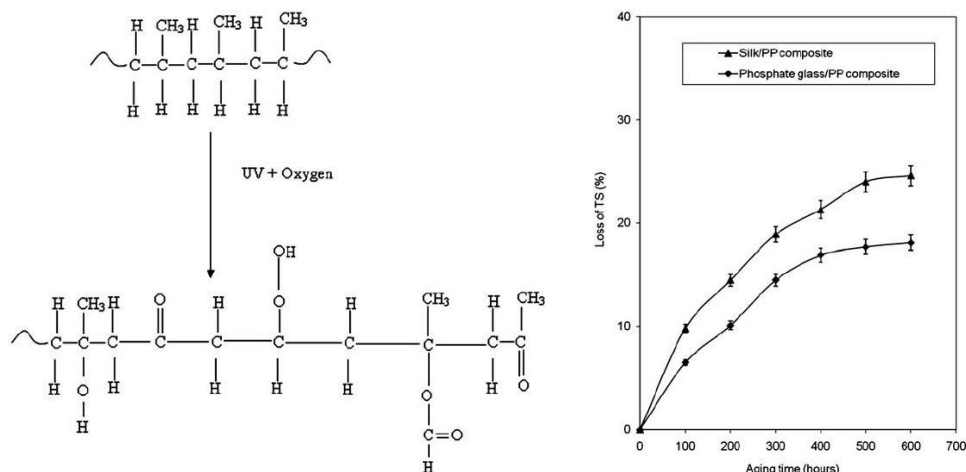 H CH₃ H CH₃ H CH₃
C C C C C C
H H H H H H
UV + Oxygen
OH
O
H CH₃ H O H O H CH₃ H CH₃
C C C C C C C C C C
H O H H H H O H O
H C=O
H
Loss of TS (%)
40
30
20
10
0
Silk/PP composite
Phosphate glass/PP composite
0 100 200 300 400 500 600 700
Aging time (hours)